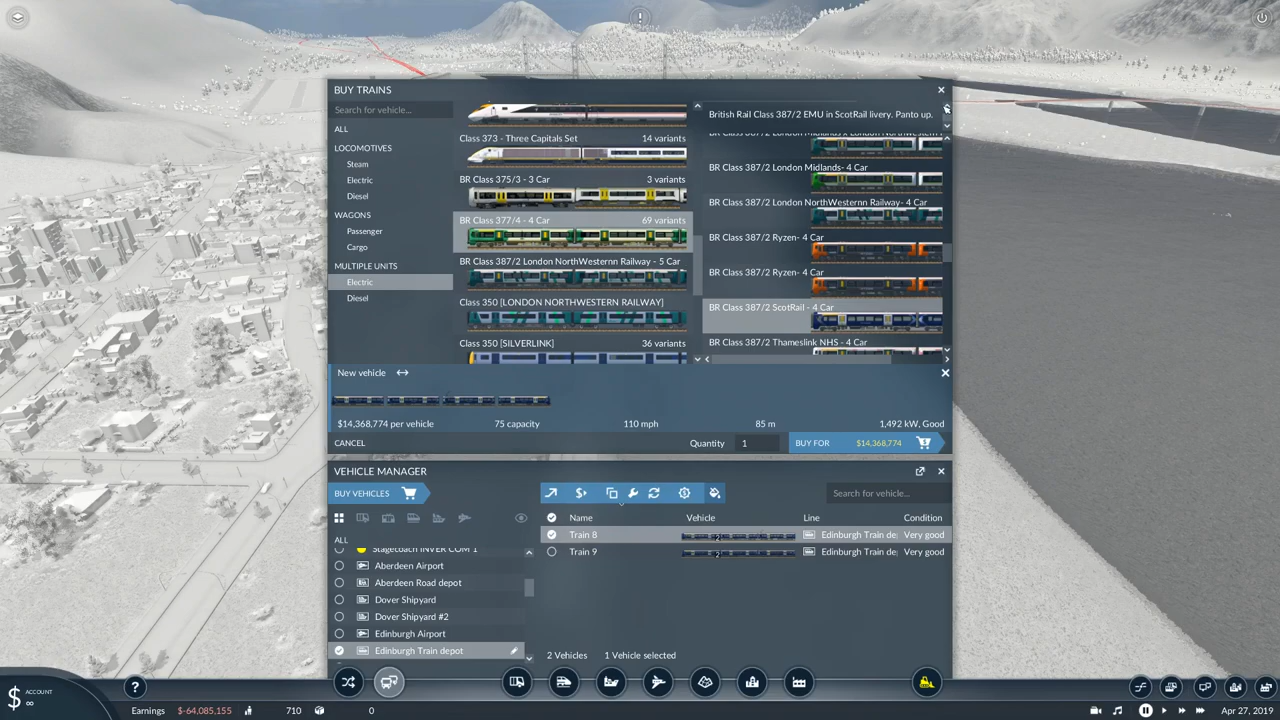 BUY TRAINS
Search for vehicle...
ALL
LOCOMOTIVES
Steam
Electric
Diesel
WAGONS
Passenger
Cargo
MULTIPLE UNITS
Electric
Diesel
Class 373 - Three Capitals Set 14 variants
BR Class 375/3 - 3 Car 3 variants
BR Class 377/4 - 4 Car 69 variants
BR Class 387/2 London NorthWesternn Railway - 5 Car
Class 350 [LONDON NORTHWESTERN RAILWAY]
Class 350 [SILVERLINK] 36 variants
British Rail Class 387/2 EMU in ScotRail livery. Panto up.
BR Class 387/2 London Midlands- 4 Car
BR Class 387/2 London NorthWesternn Railway- 4 Car
BR Class 387/2 Ryzen- 4 Car
BR Class 387/2 Ryzen- 4 Car
BR Class 387/2 ScotRail - 4 Car
BR Class 387/2 Thameslink NHS - 4 Car
New vehicle
$14,368,774 per vehicle 75 capacity 110 mph 85 m 1,492 kW, Good
CANCEL Quantity 1 BUY FOR $14,368,774
VEHICLE MANAGER
BUY VEHICLES
Search for vehicle...
ALL
Stagecoach INVER COM 1
Aberdeen Airport
Aberdeen Road depot
Dover Shipyard
Dover Shipyard #2
Edinburgh Airport
Edinburgh Train depot
Name Vehicle Line Condition
Train 8 2 Edinburgh Train de Very good
Train 9 2 Edinburgh Train de Very good
2 Vehicles 1 Vehicle selected
$ ACCOUNT
∞
?
Earnings $-64,085,155 710 0 Apr 27, 2019